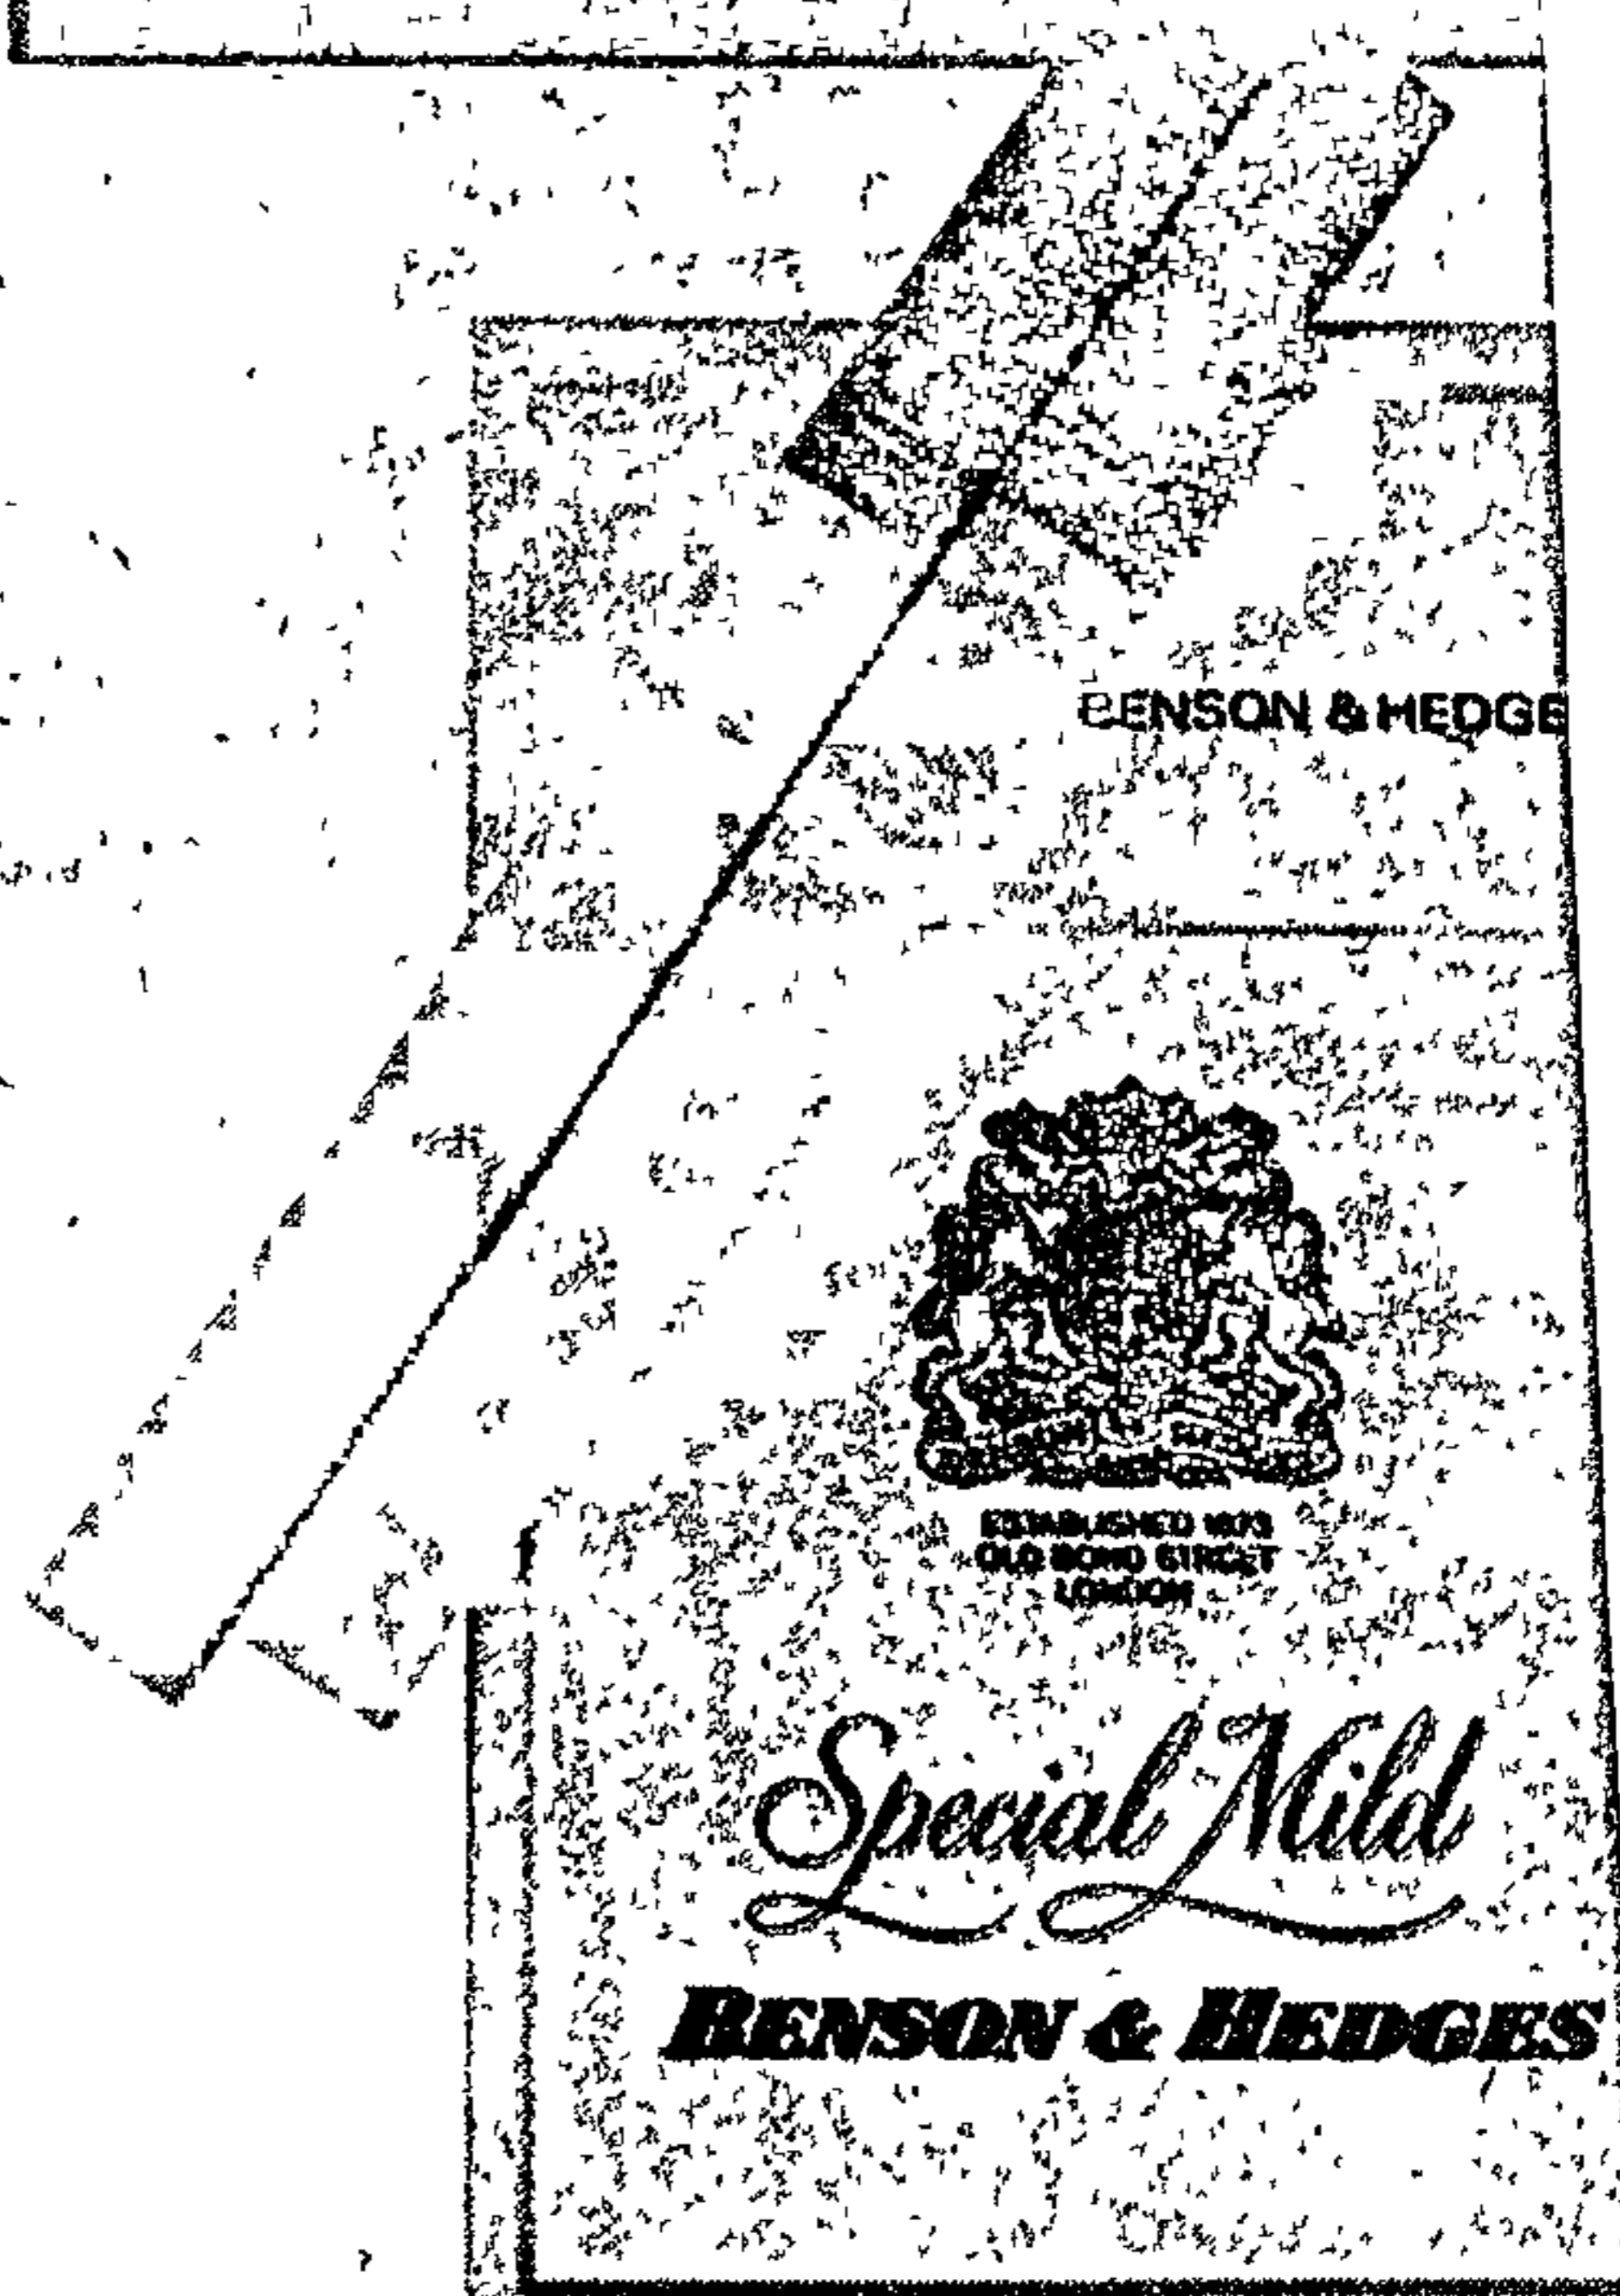 BENSON & HEDGE
ESTABLISHED 1873
OLD BOND STREET
LONDON
Special Mild
BENSON & HEDGES